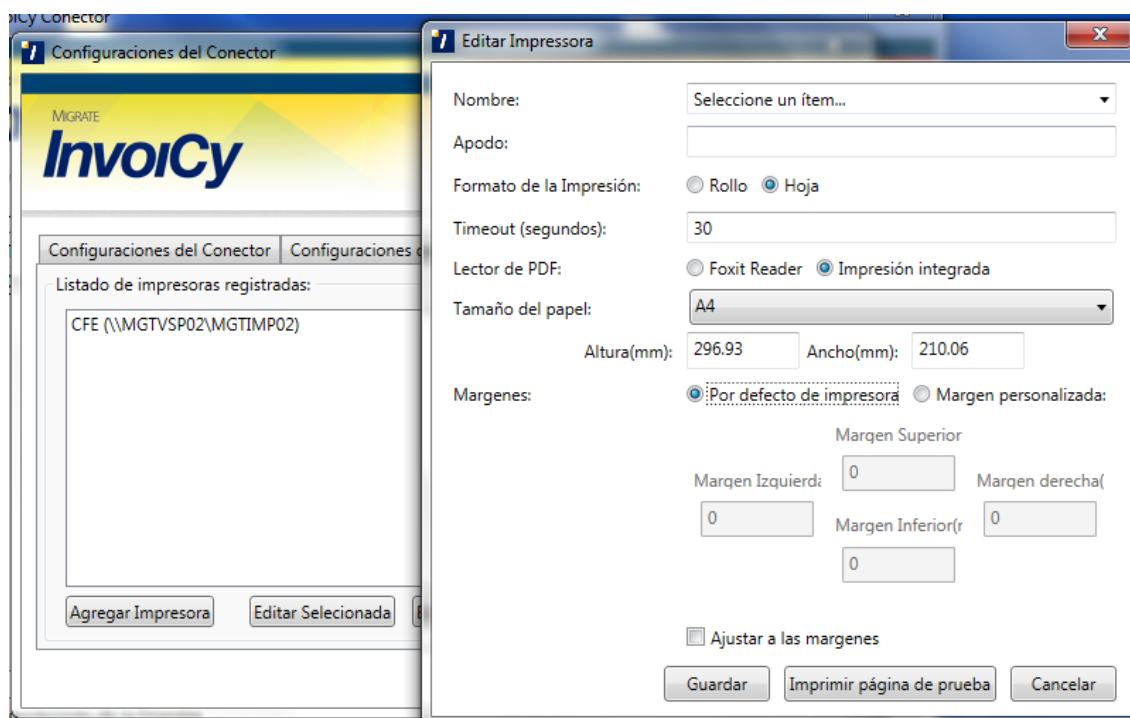 iCy Conector
Configuraciones del Conector
MIGRATE
InvoiCy
Configuraciones del Conector
Configuraciones
Listado de impresoras registradas:
CFE (\\MGTVSP02\MGTIMP02)
Agregar Impresora
Editar Selecionada
Editar Impressora
Nombre:
Seleccione un ítem...
Apodo:
Formato de la Impresión:
Rollo
Hoja
Timeout (segundos):
30
Lector de PDF:
Foxit Reader
Impresión integrada
Tamaño del papel:
A4
Altura(mm):
296.93
Ancho(mm):
210.06
Margenes:
Por defecto de impresora
Margen personalizada:
Margen Superior
0
Margen Izquierda
Margen derecha(
0
Margen Inferior(r
0
0
Ajustar a las margenes
Guardar
Imprimir página de prueba
Cancelar